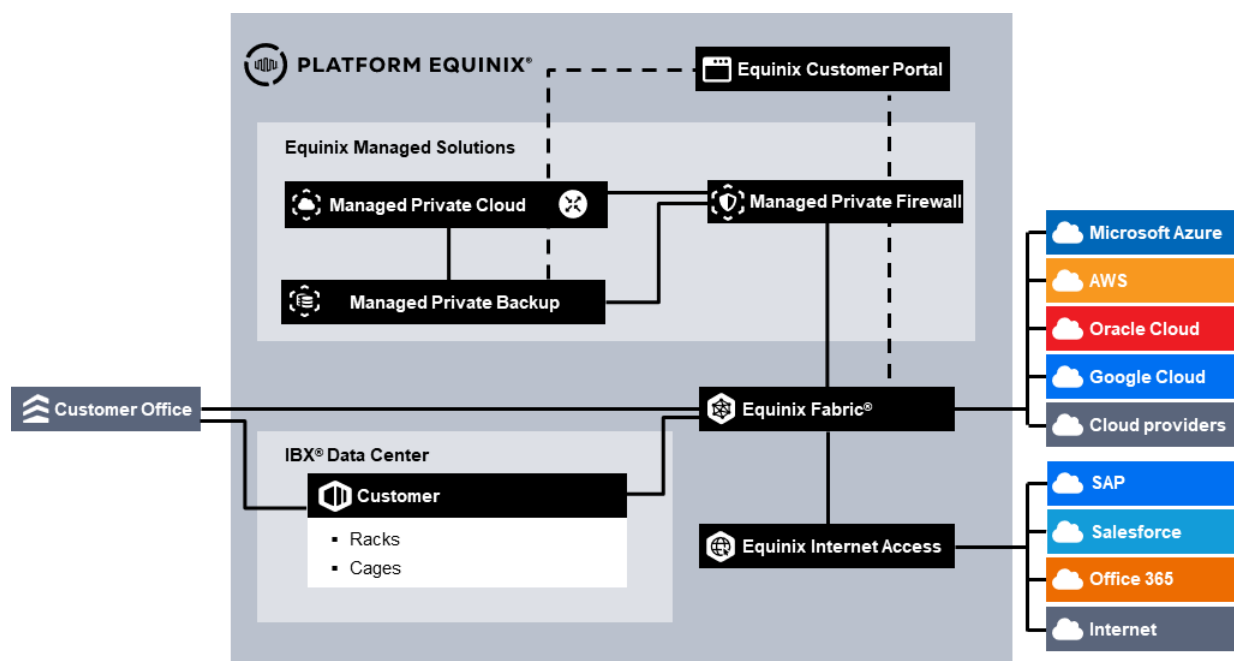 PLATFORM EQUINIX®
Equinix Customer Portal
Equinix Managed Solutions
Managed Private Cloud
Managed Private Firewall
Managed Private Backup
Microsoft Azure
AWS
Oracle Cloud
Google Cloud
Cloud providers
Customer Office
Equinix Fabric®
IBX® Data Center
Customer
▪ Racks
▪ Cages
Equinix Internet Access
SAP
Salesforce
Office 365
Internet